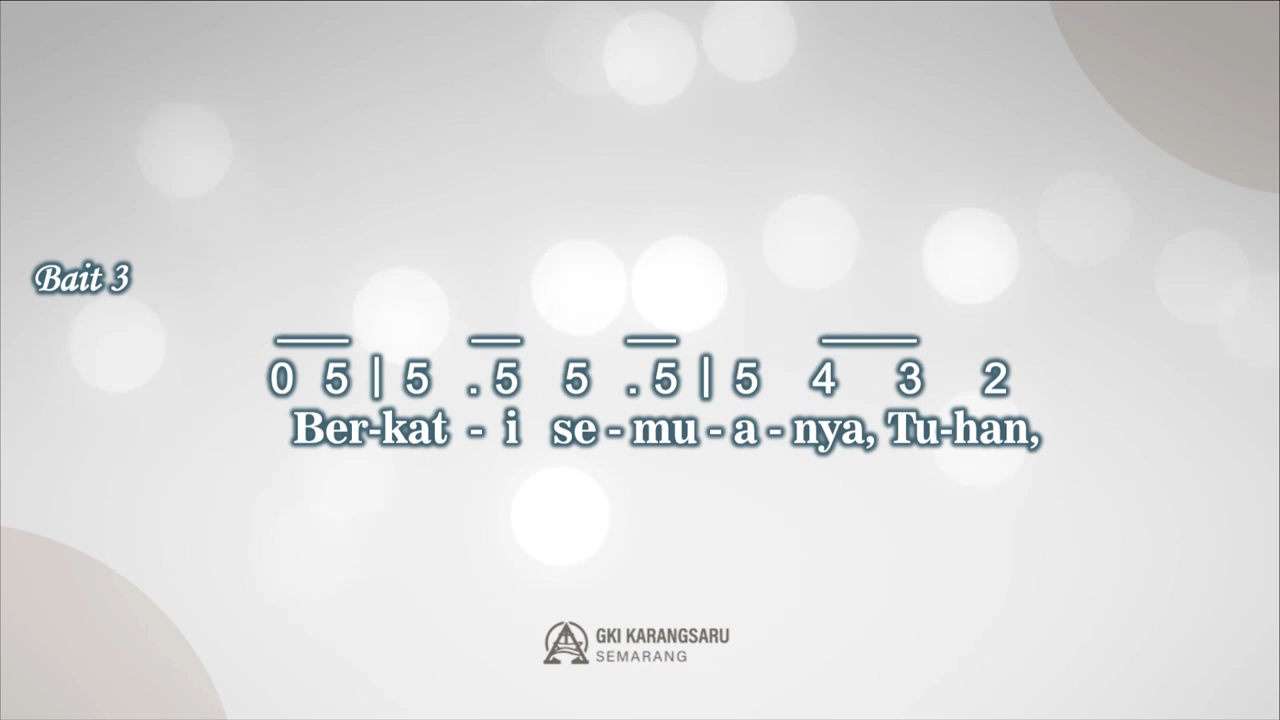 Bait 3
0 5 | 5 . 5 5 . 5 | 5 4 3 2
Ber-kat - i se - mu - a - nya, Tu-han,
GKI KARANGSARU
SEMARANG